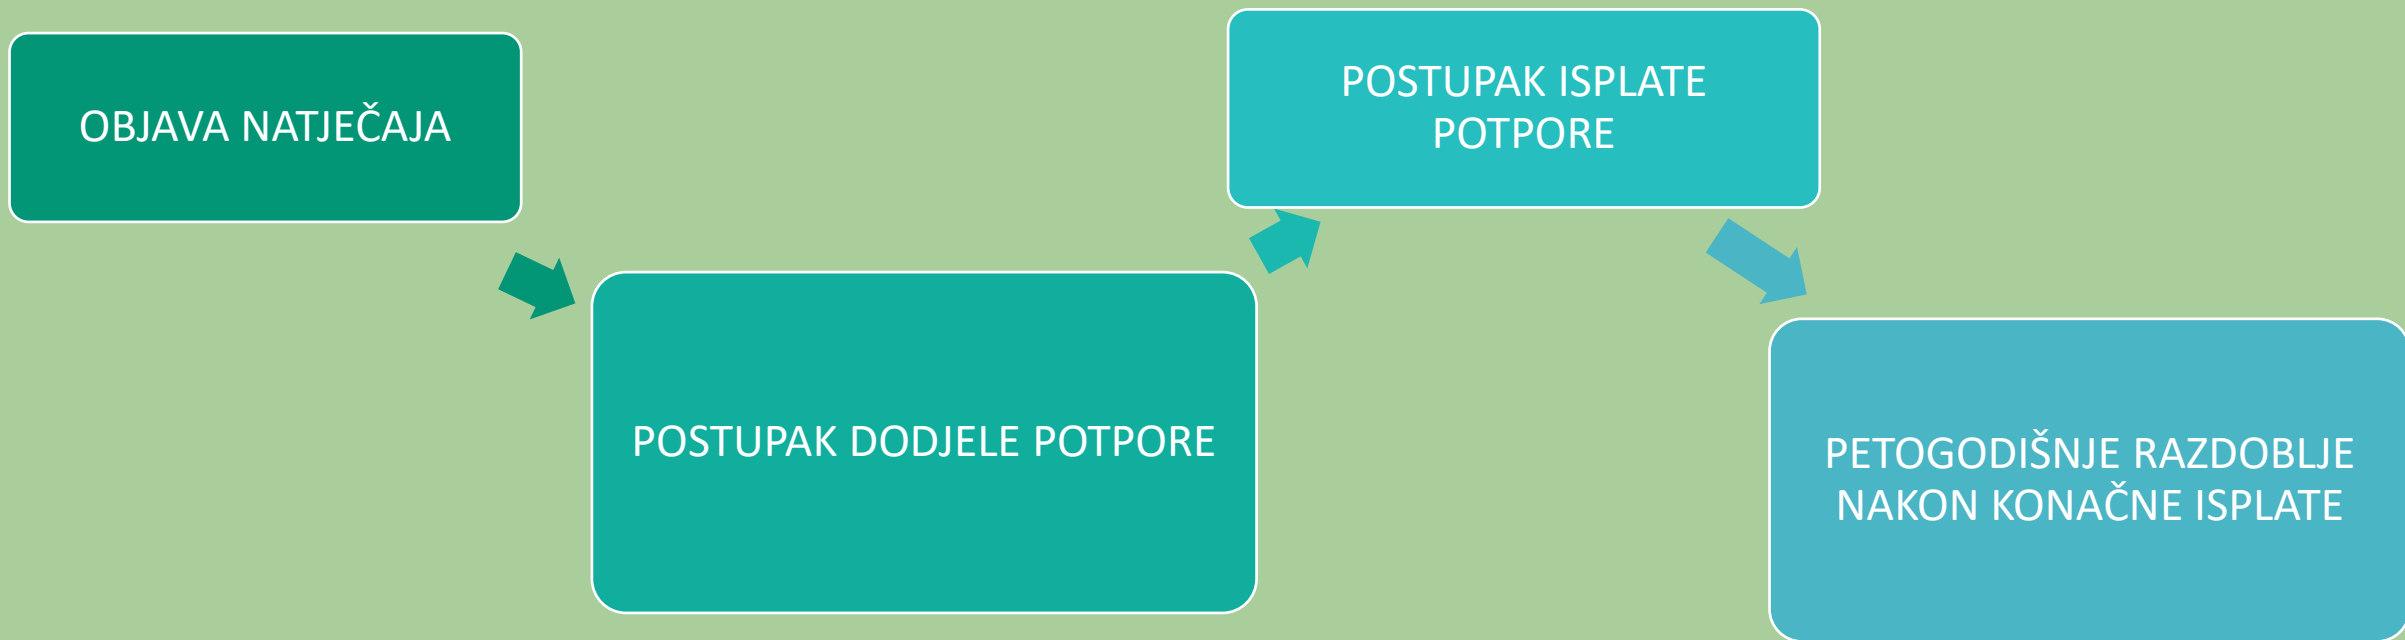 OBJAVA NATJEČAJA
POSTUPAK DODJELE POTPORE
POSTUPAK ISPLATE
POTPORE
PETOGODIŠNJE RAZDOBLJE
NAKON KONAČNE ISPLATE